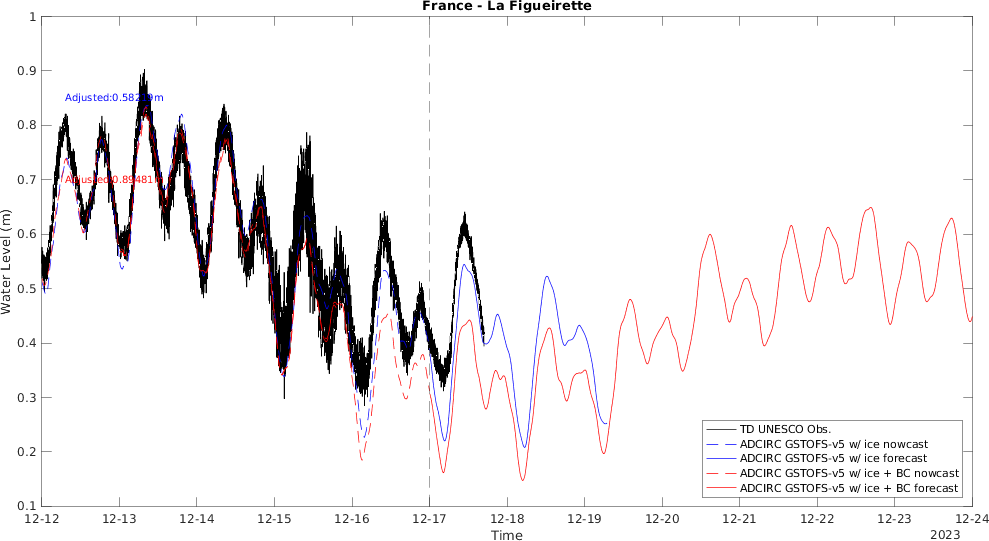 France - La Figueirette
Water Level (m)
1
0.9
0.8
0.7
0.6
0.5
0.4
0.3
0.2
0.1
Adjusted:0.58219m
Adjusted:0.89481m
TD UNESCO Obs.
ADCIRC GSTOFS-v5 w/ ice nowcast
ADCIRC GSTOFS-v5 w/ ice forecast
ADCIRC GSTOFS-v5 w/ ice + BC nowcast
ADCIRC GSTOFS-v5 w/ ice + BC forecast
12-12 12-13 12-14 12-15 12-16 12-17 12-18 12-19 12-20 12-21 12-22 12-23 12-24
Time
2023